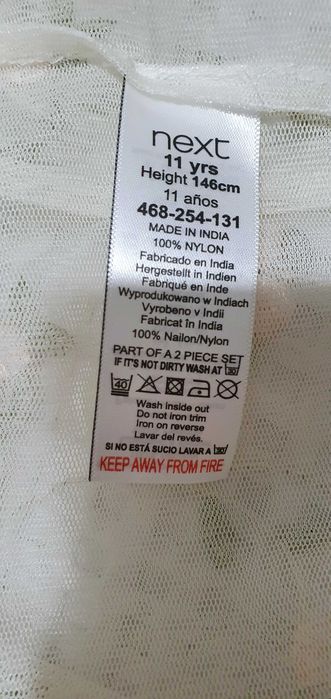 next
11 yrs
Height 146cm
11 años
468-254-131
MADE IN INDIA
100% NYLON
Fabricado en India
Hergestellt in Indien
Fabriqué en Inde
Wyprodukowano w Indiach
Vyrobeno v Indii
Fabricat în India
100% Nailon/Nylon
PART OF A 2 PIECE SET
IF IT'S NOT DIRTY WASH AT 30
40
Wash inside out
Do not iron trim
Iron on reverse
Lavar del revés.
SI NO ESTÁ SUCIO LAVAR A 30
KEEP AWAY FROM FIRE